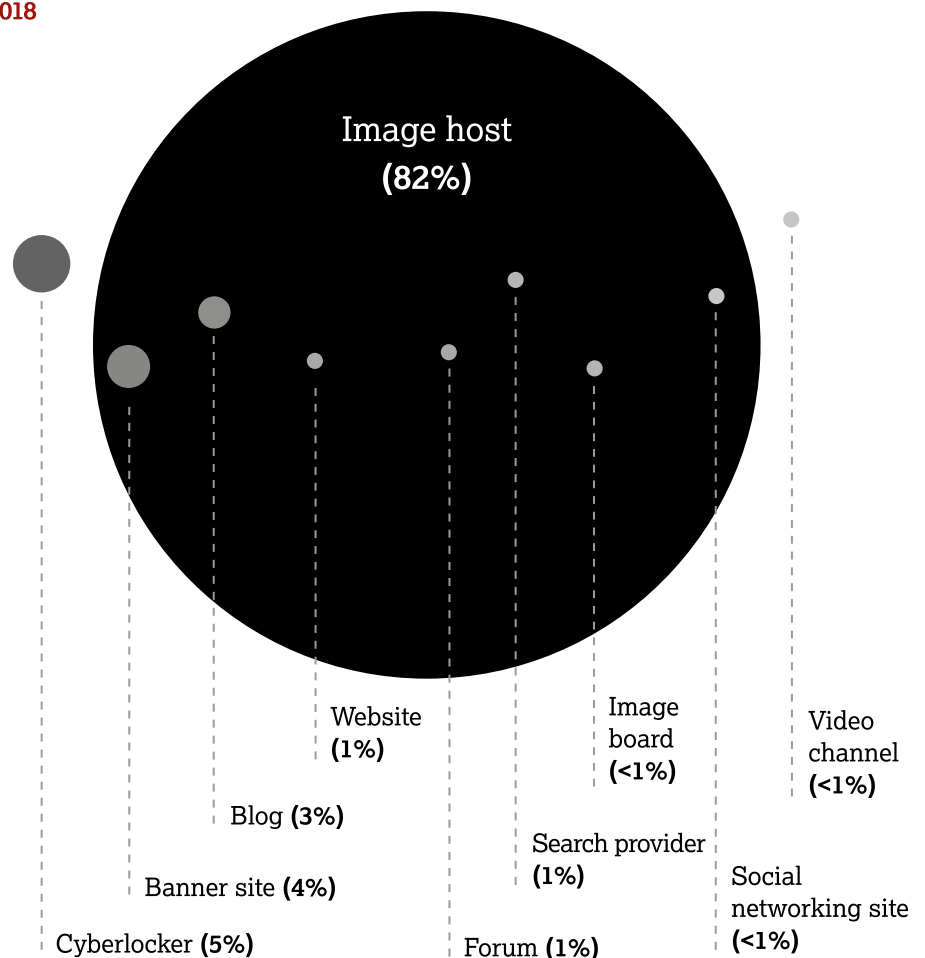 018
Image host
(82%)
Website
(1%)
Image
board
(<1%)
Video
channel
(<1%)
Blog (3%)
Search provider
(1%)
Banner site (4%)
Social
networking site
(<1%)
Cyberlocker (5%)
Forum (1%)